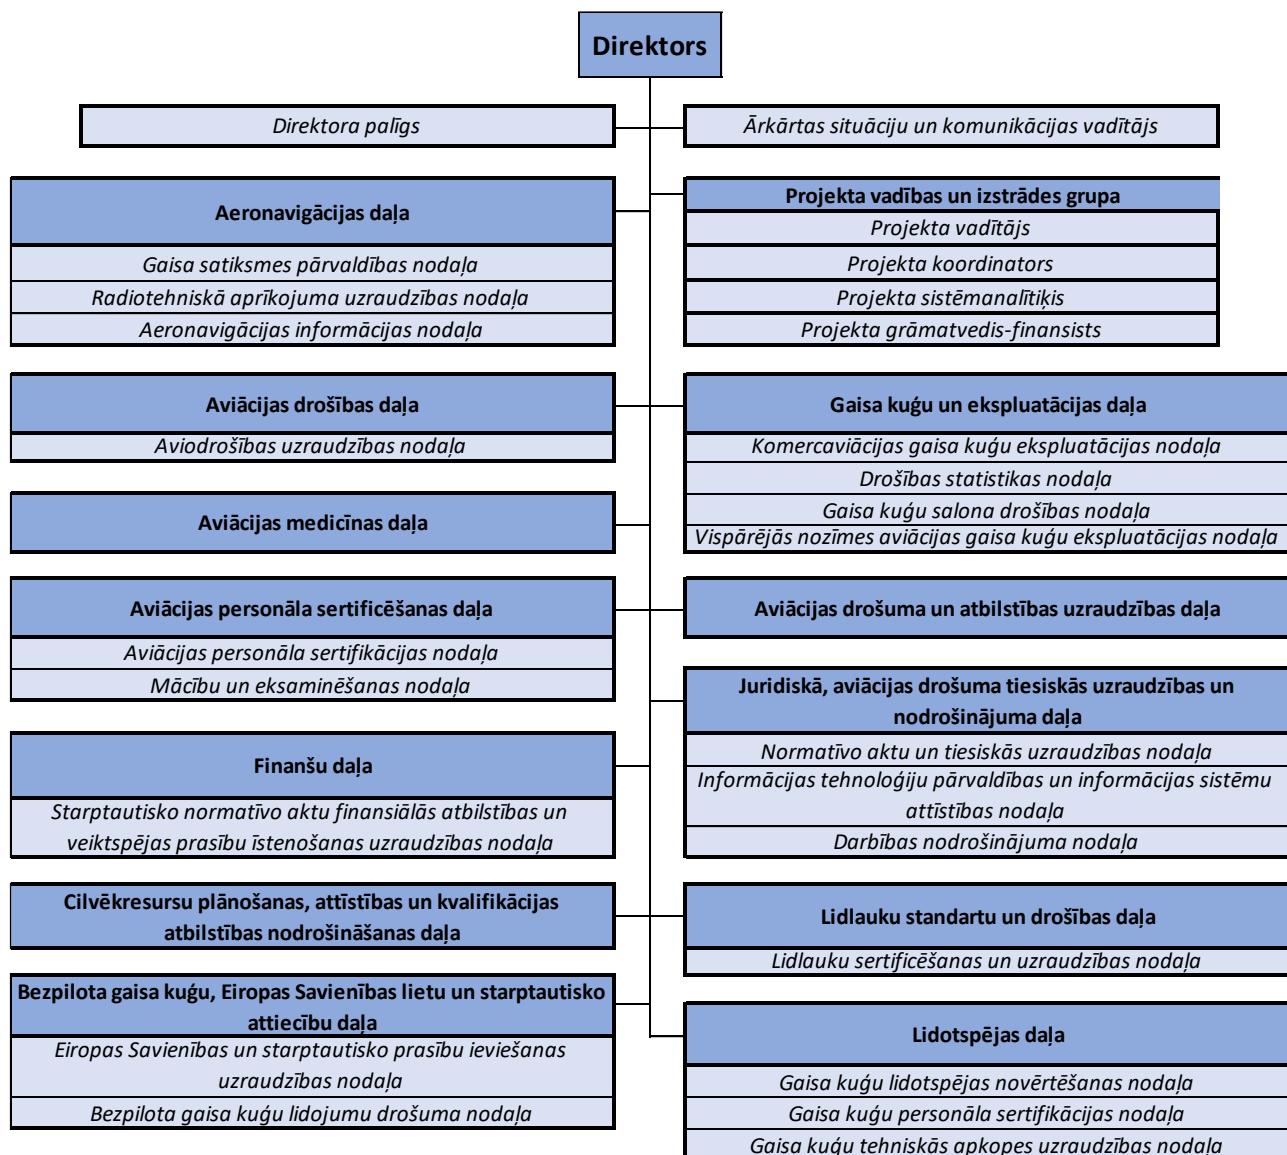 Direktors
Direktora palīgs
Ārkārtas situāciju un komunikācijas vadītājs
Aeronavigācijas daļa
Gaisa satiksmes pārvaldības nodaļa
Radiotehniskā aprīkojuma uzraudzības nodaļa
Aeronavigācijas informācijas nodaļa
Projekta vadības un izstrādes grupa
Projekta vadītājs
Projekta koordinators
Projekta sistēmanalītiķis
Projekta grāmatvedis-finansists
Aviācijas drošības daļa
Aviodrošības uzraudzības nodaļa
Gaisa kuģu un ekspluatācijas daļa
Komercaviācijas gaisa kuģu ekspluatācijas nodaļa
Drošības statistikas nodaļa
Gaisa kuģu salona drošības nodaļa
Vispārējās nozīmes aviācijas gaisa kuģu ekspluatācijas nodaļa
Aviācijas medicīnas daļa
Aviācijas personāla sertificēšanas daļa
Aviācijas personāla sertifikācijas nodaļa
Mācību un eksaminēšanas nodaļa
Aviācijas drošuma un atbilstības uzraudzības daļa
Juridiskā, aviācijas drošuma tiesiskās uzraudzības un
nodrošinājuma daļa
Normatīvo aktu un tiesiskās uzraudzības nodaļa
Informācijas tehnoloģiju pārvaldības un informācijas sistēmu
attīstības nodaļa
Darbības nodrošinājuma nodaļa
Finanšu daļa
Starptautisko normatīvo aktu finansiālās atbilstības un
veiktspējas prasību īstenošanas uzraudzības nodaļa
Cilvēkresursu plānošanas, attīstības un kvalifikācijas
atbilstības nodrošināšanas daļa
Lidlauku standartu un drošības daļa
Lidlauku sertificēšanas un uzraudzības nodaļa
Bezpilota gaisa kuģu, Eiropas Savienības lietu un starptautisko
attiecību daļa
Eiropas Savienības un starptautisko prasību ieviešanas
uzraudzības nodaļa
Bezpilota gaisa kuģu lidojumu drošuma nodaļa
Lidotspējas daļa
Gaisa kuģu lidotspējas novērtēšanas nodaļa
Gaisa kuģu personāla sertifikācijas nodaļa
Gaisa kuģu tehniskās apkopes uzraudzības nodaļa